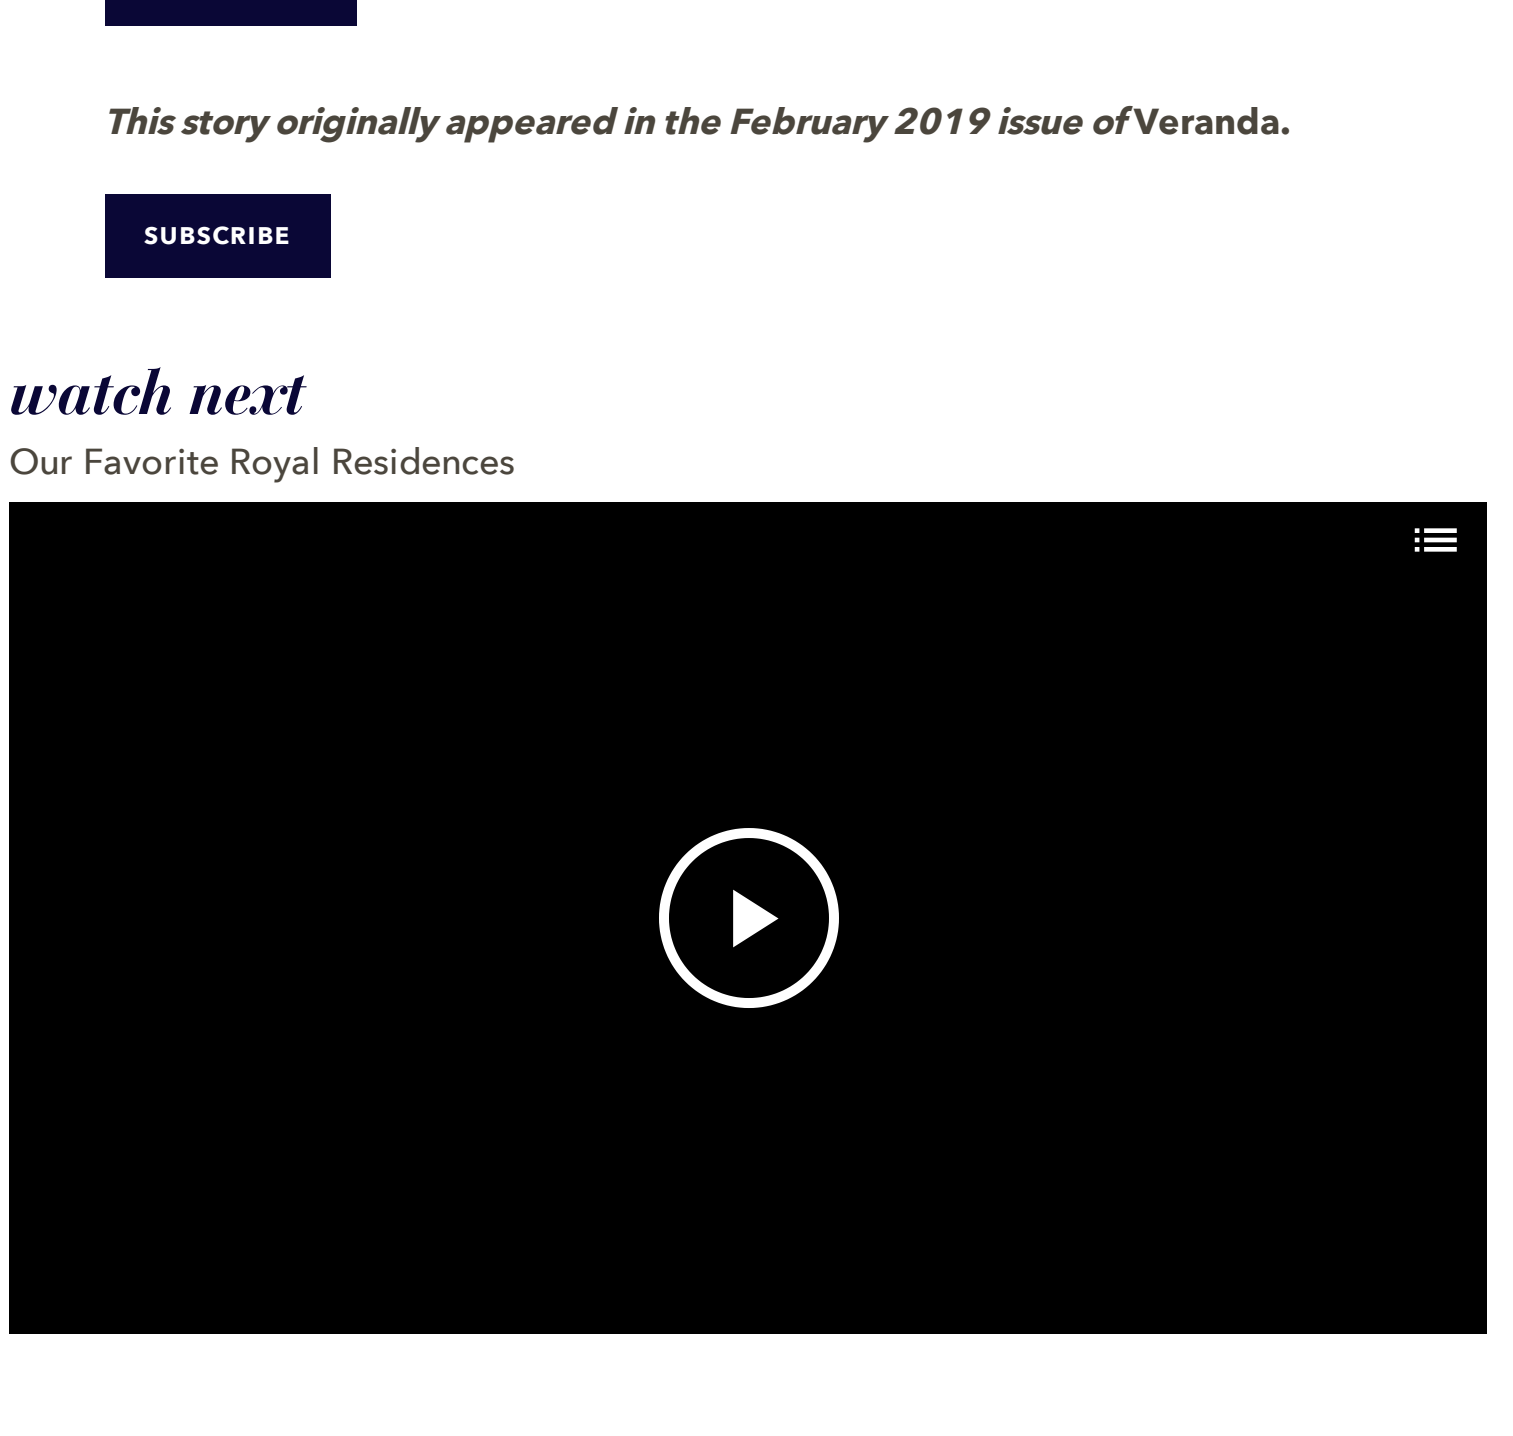 This story originally appeared in the February 2019 issue of Veranda.
SUBSCRIBE
watch next
Our Favorite Royal Residences